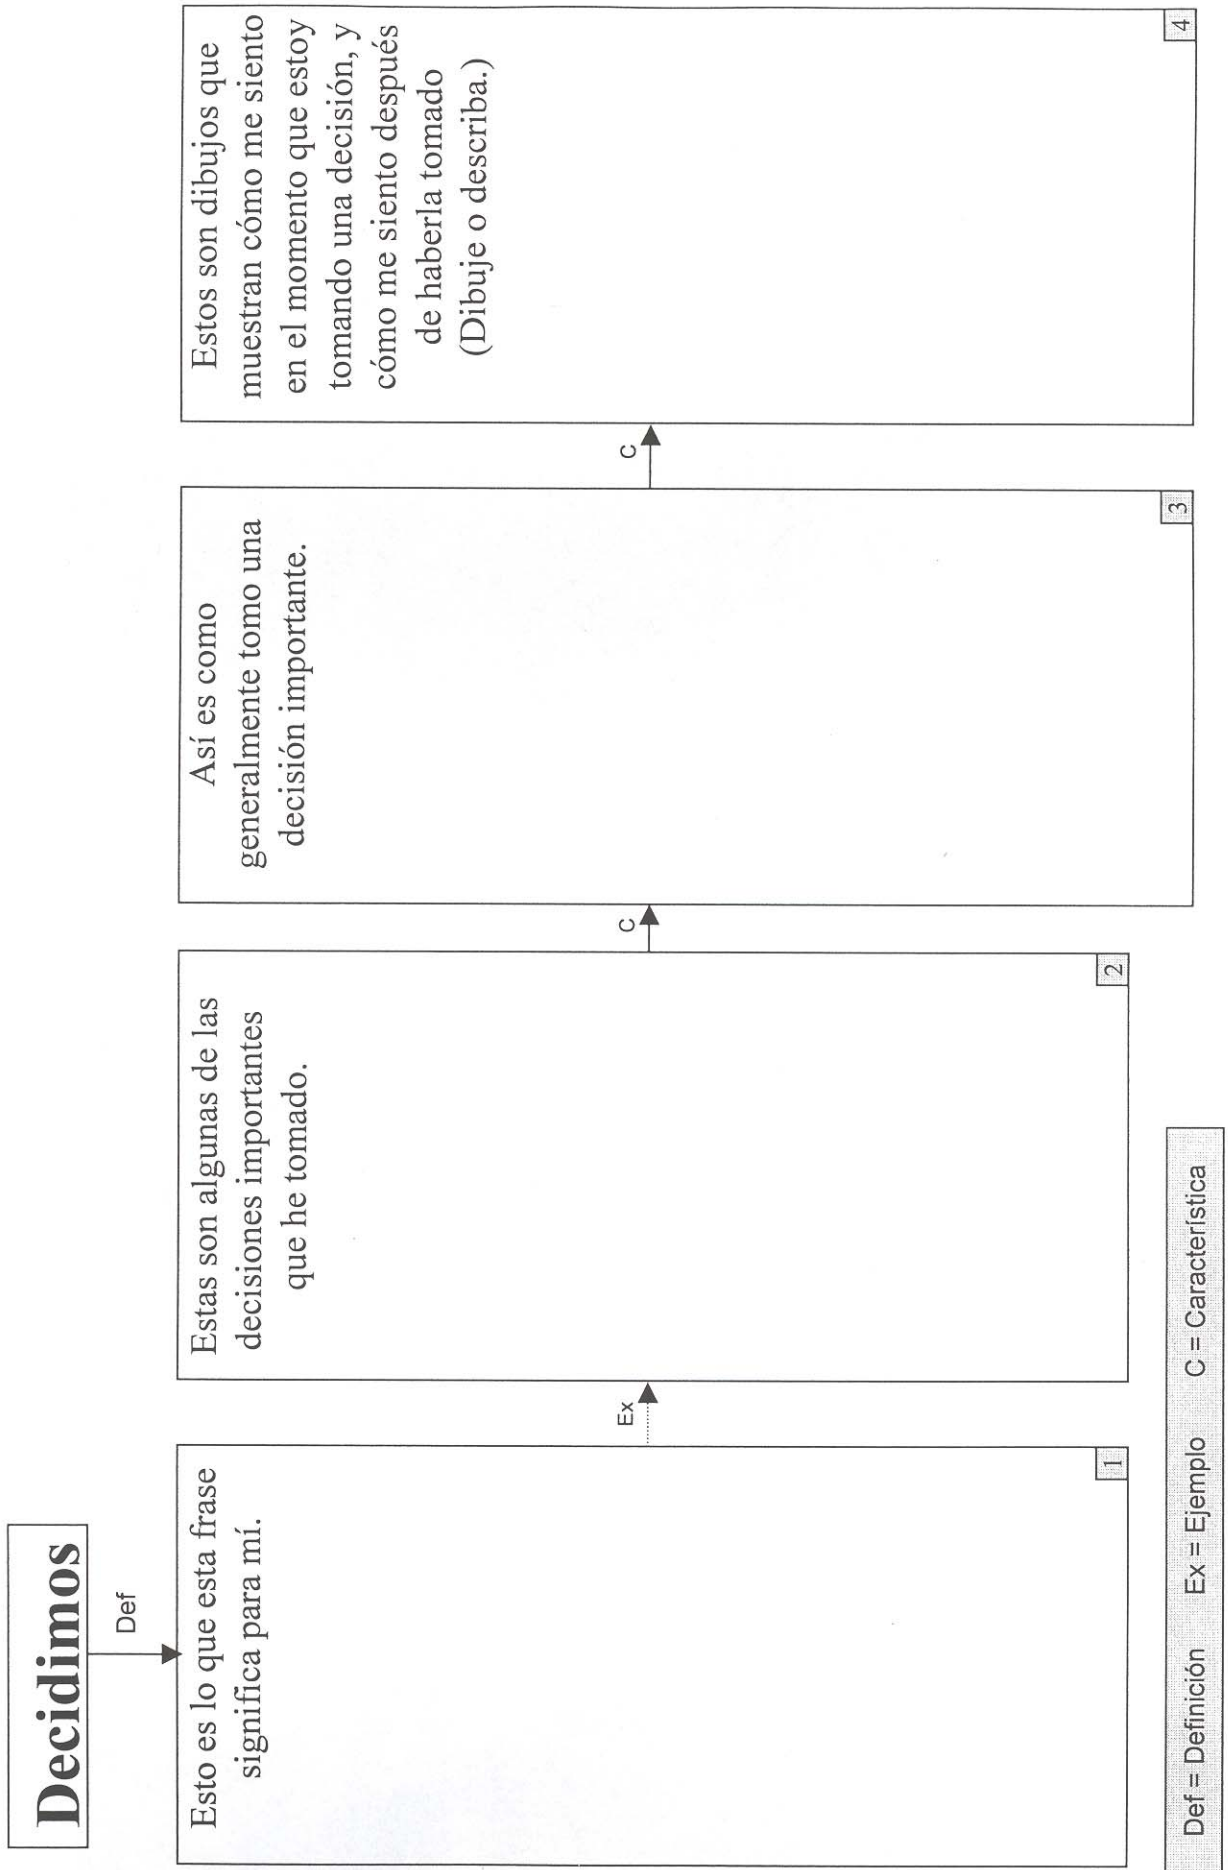 Decidimos
Def
Esto es lo que esta frase
significa para mí.
1
Ex
Estas son algunas de las
decisiones importantes
que he tomado.
2
C
Así es como
generalmente tomo una
decisión importante.
3
C
Estos son dibujos que
muestran cómo me siento
en el momento que estoy
tomando una decisión, y
cómo me siento después
de haberla tomado
(Dibuje o describa.)
4
Def = Definición Ex = Ejemplo C = Característica